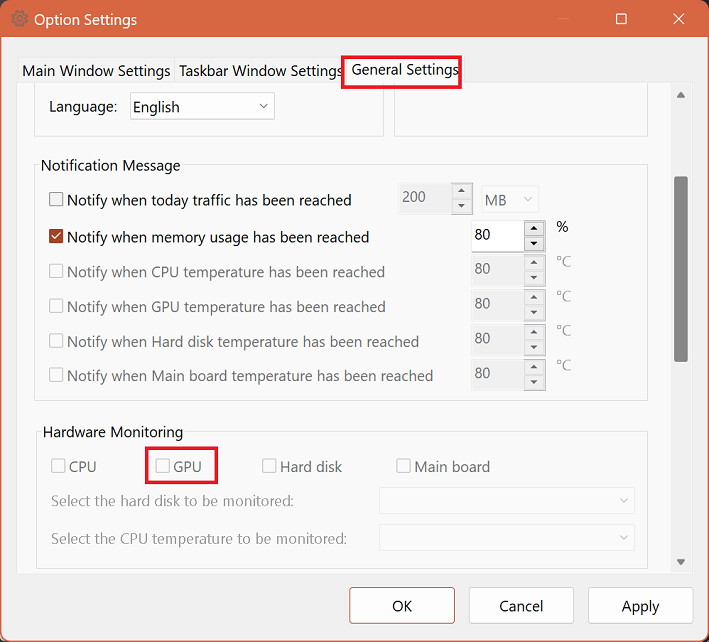 Option Settings
Main Window Settings Taskbar Window Settings General Settings
Language: English
Notification Message
Notify when today traffic has been reached 200 MB
Notify when memory usage has been reached 80 %
Notify when CPU temperature has been reached 80 °C
Notify when GPU temperature has been reached 80 °C
Notify when Hard disk temperature has been reached 80 °C
Notify when Main board temperature has been reached 80 °C
Hardware Monitoring
CPU GPU Hard disk Main board
Select the hard disk to be monitored:
Select the CPU temperature to be monitored:
OK Cancel Apply